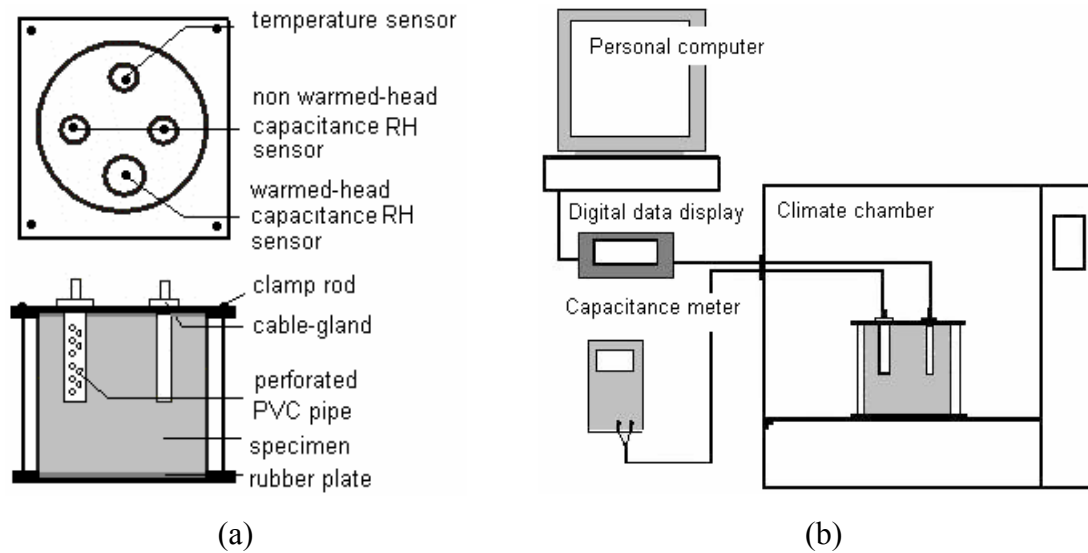 temperature sensor
non warmed-head
capacitance RH
sensor
warmed-head
capacitance RH
sensor
clamp rod
cable-gland
perforated
PVC pipe
specimen
rubber plate
(a)
Personal computer
Digital data display
Climate chamber
Capacitance meter
(b)